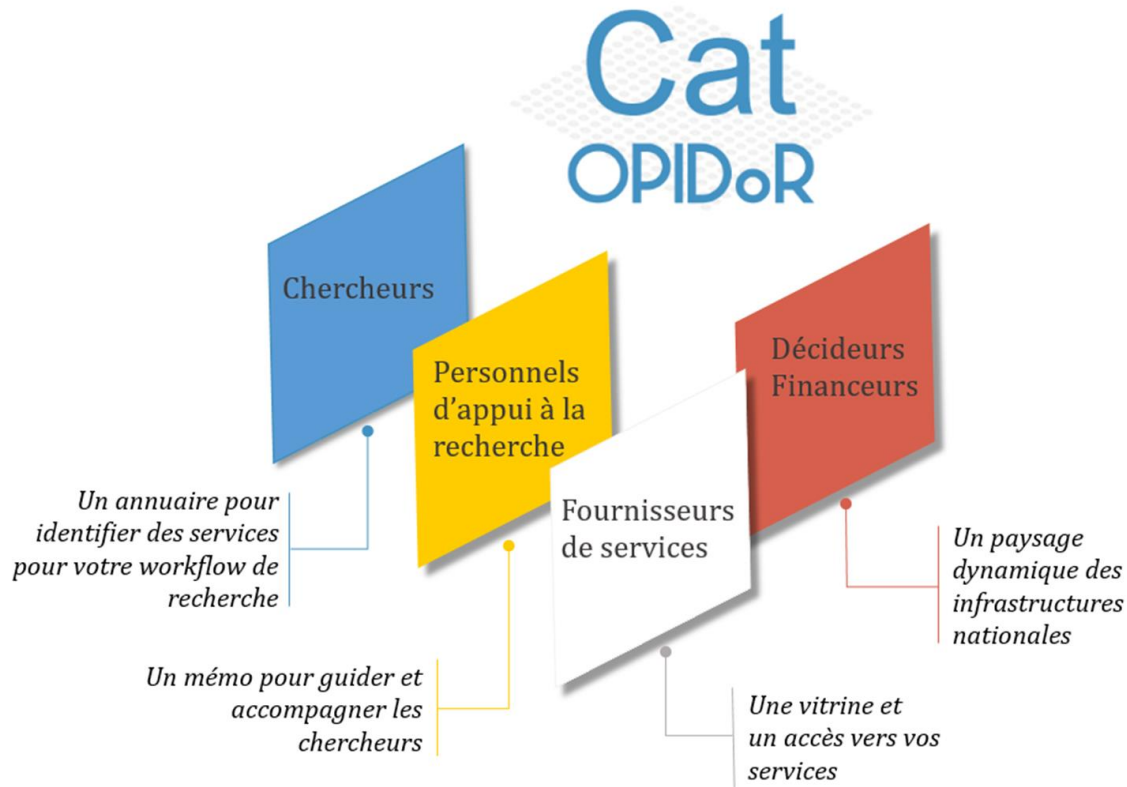 Cat
OPIDoR
Chercheurs
Personnels
d'appui à la
recherche
Fournisseurs
de services
Décideurs
Financeurs
Un annuaire pour
identifier des services
pour votre workflow de
recherche
Un mémo pour guider et
accompagner les
chercheurs
Une vitrine et
un accès vers vos
services
Un paysage
dynamique des
infrastructures
nationales